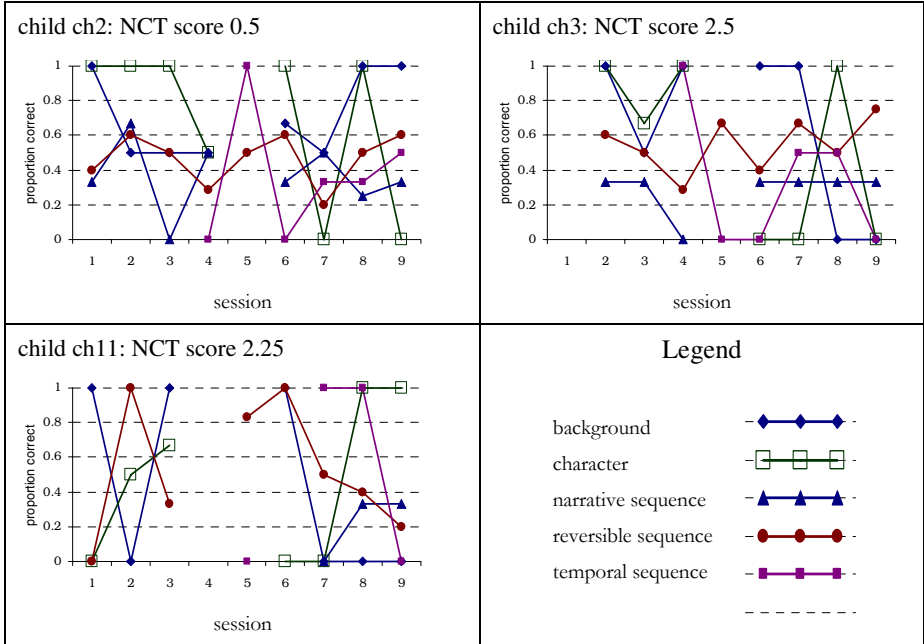 child ch2: NCT score 0.5
proportion correct
1
0.8
0.6
0.4
0.2
0
1 2 3 4 5 6 7 8 9
session
child ch3: NCT score 2.5
proportion correct
1
0.8
0.6
0.4
0.2
0
1 2 3 4 5 6 7 8 9
session
child ch11: NCT score 2.25
proportion correct
1
0.8
0.6
0.4
0.2
0
1 2 3 4 5 6 7 8 9
session
Legend
background
character
narrative sequence
reversible sequence
temporal sequence